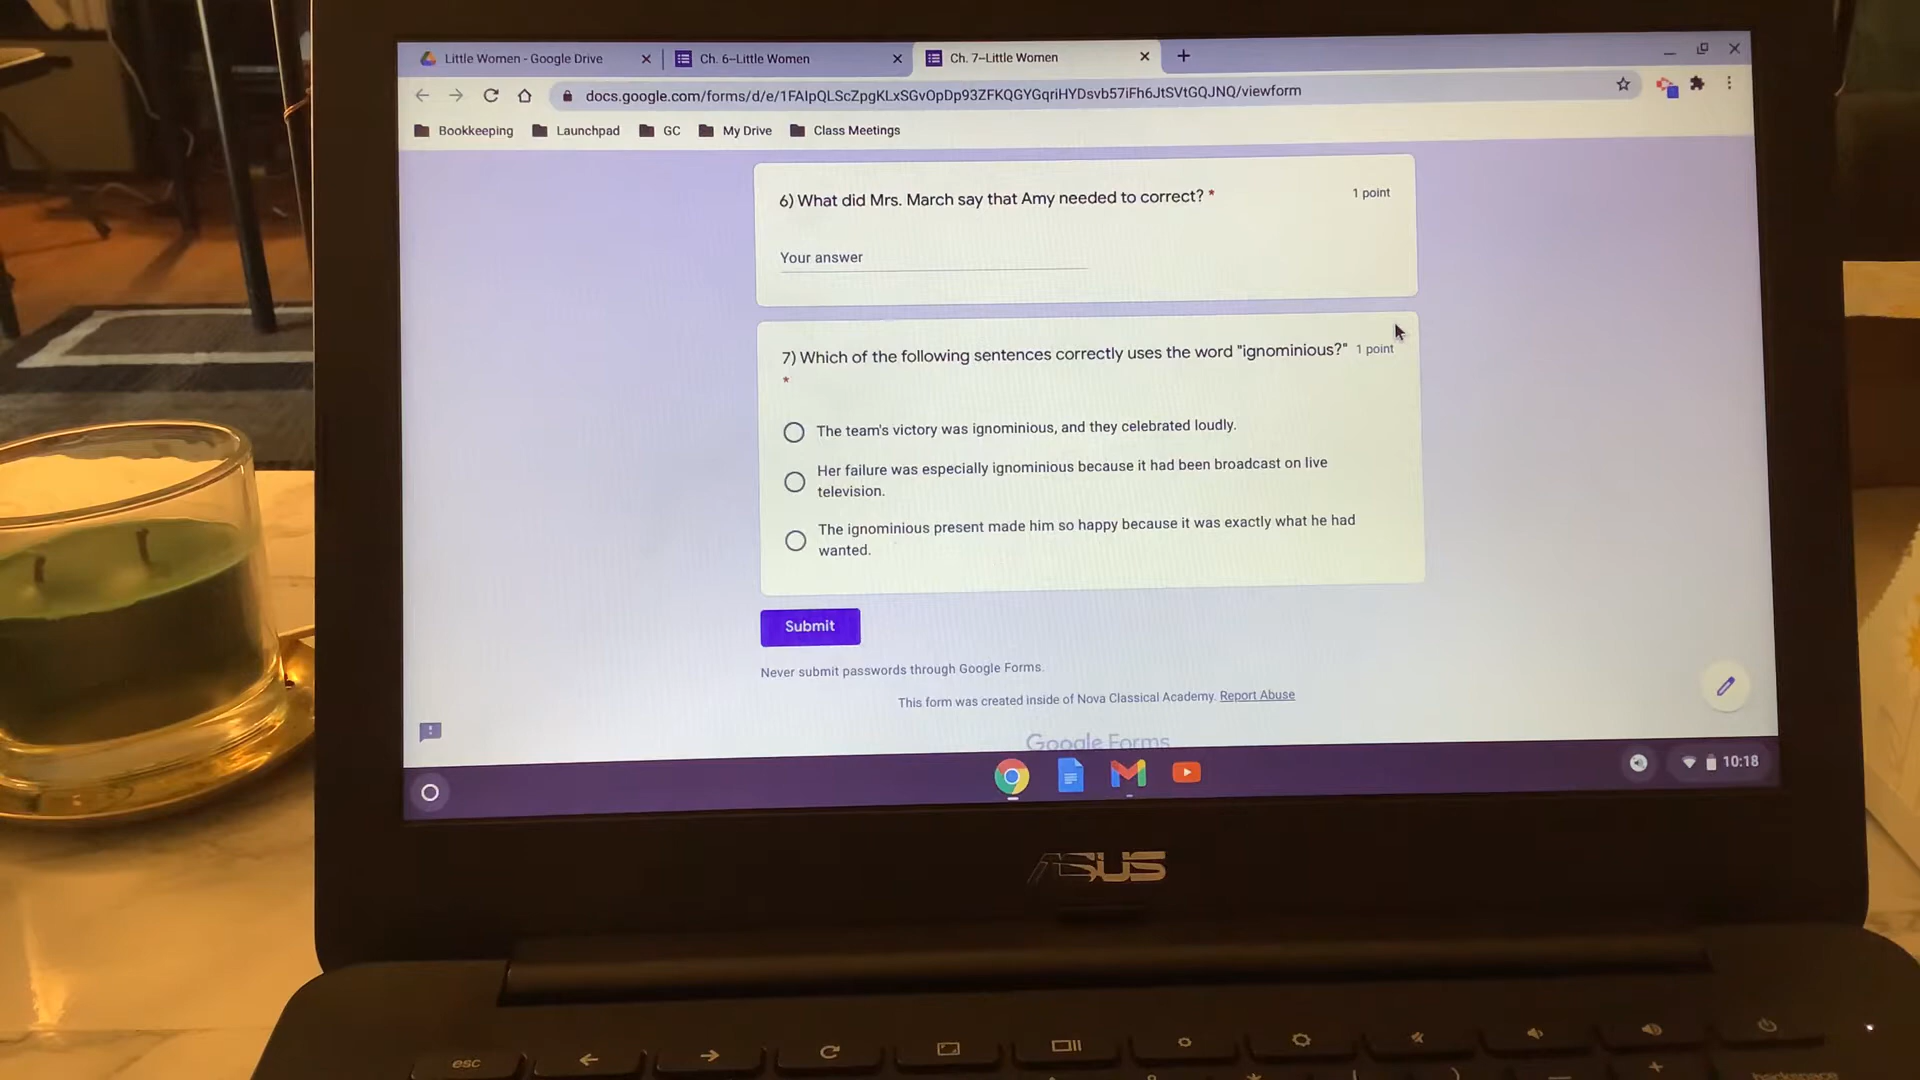 Little Women - Google Drive
Ch. 6–Little Women
Ch. 7–Little Women
docs.google.com/forms/d/e/1FAIpQLScZpgKLxSGvOpDp93ZFKQGYGqriHYDsvb57iFh6JtSVtGQJNQ/viewform
Bookkeeping
Launchpad
GC
My Drive
Class Meetings
6) What did Mrs. March say that Amy needed to correct? *
1 point
Your answer
7) Which of the following sentences correctly uses the word "ignominious?"
1 point
*
The team's victory was ignominious, and they celebrated loudly.
Her failure was especially ignominious because it had been broadcast on live
television.
The ignominious present made him so happy because it was exactly what he had
wanted.
Submit
Never submit passwords through Google Forms.
This form was created inside of Nova Classical Academy. Report Abuse
Google Forms
10:18
ASUS
esc
backspace